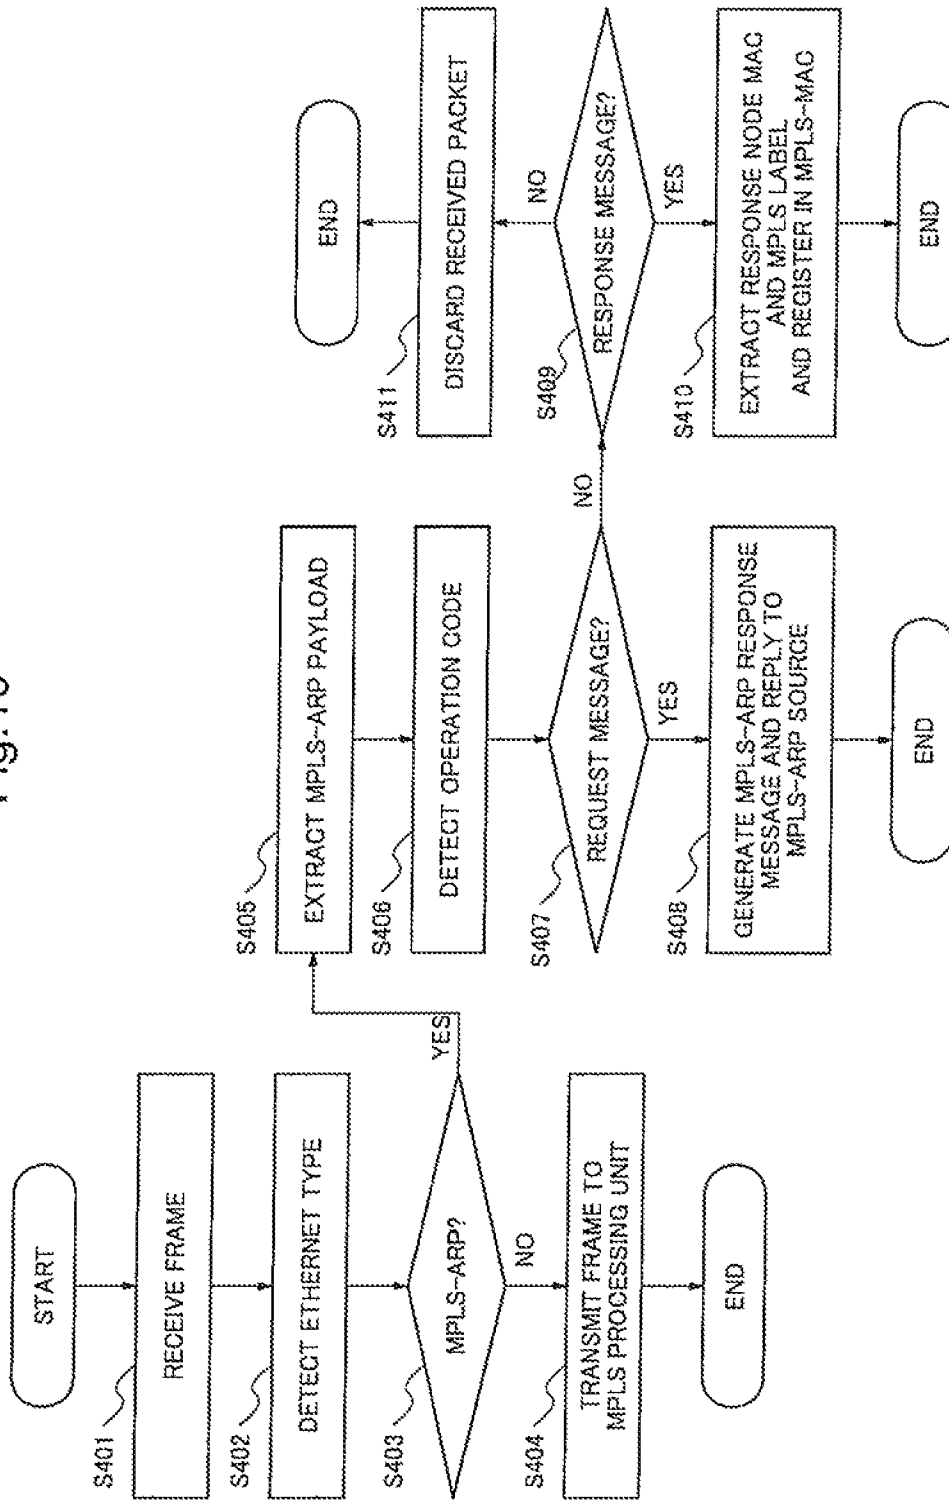 START
S401
RECEIVE FRAME
S402
DETECT ETHERNET TYPE
S403
MPLS-ARP?
YES
NO
S404
TRANSMIT FRAME TO
MPLS PROCESSING UNIT
END
S405
EXTRACT MPLS-ARP PAYLOAD
S406
DETECT OPERATION CODE
S407
REQUEST MESSAGE?
NO
YES
S408
GENERATE MPLS-ARP RESPONSE
MESSAGE AND REPLY TO
MPLS-ARP SOURCE
END
END
S411
DISCARD RECEIVED PACKET
NO
S409
RESPONSE MESSAGE?
YES
S410
EXTRACT RESPONSE NODE MAC
AND MPLS LABEL
AND REGISTER IN MPLS-MAC
END